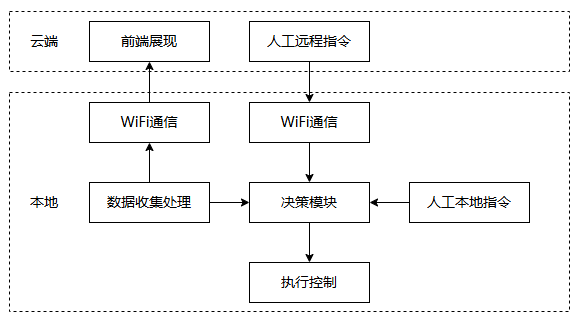 云端
前端展现
人工远程指令
WiFi通信
WiFi通信
本地
数据收集处理
决策模块
人工本地指令
执行控制